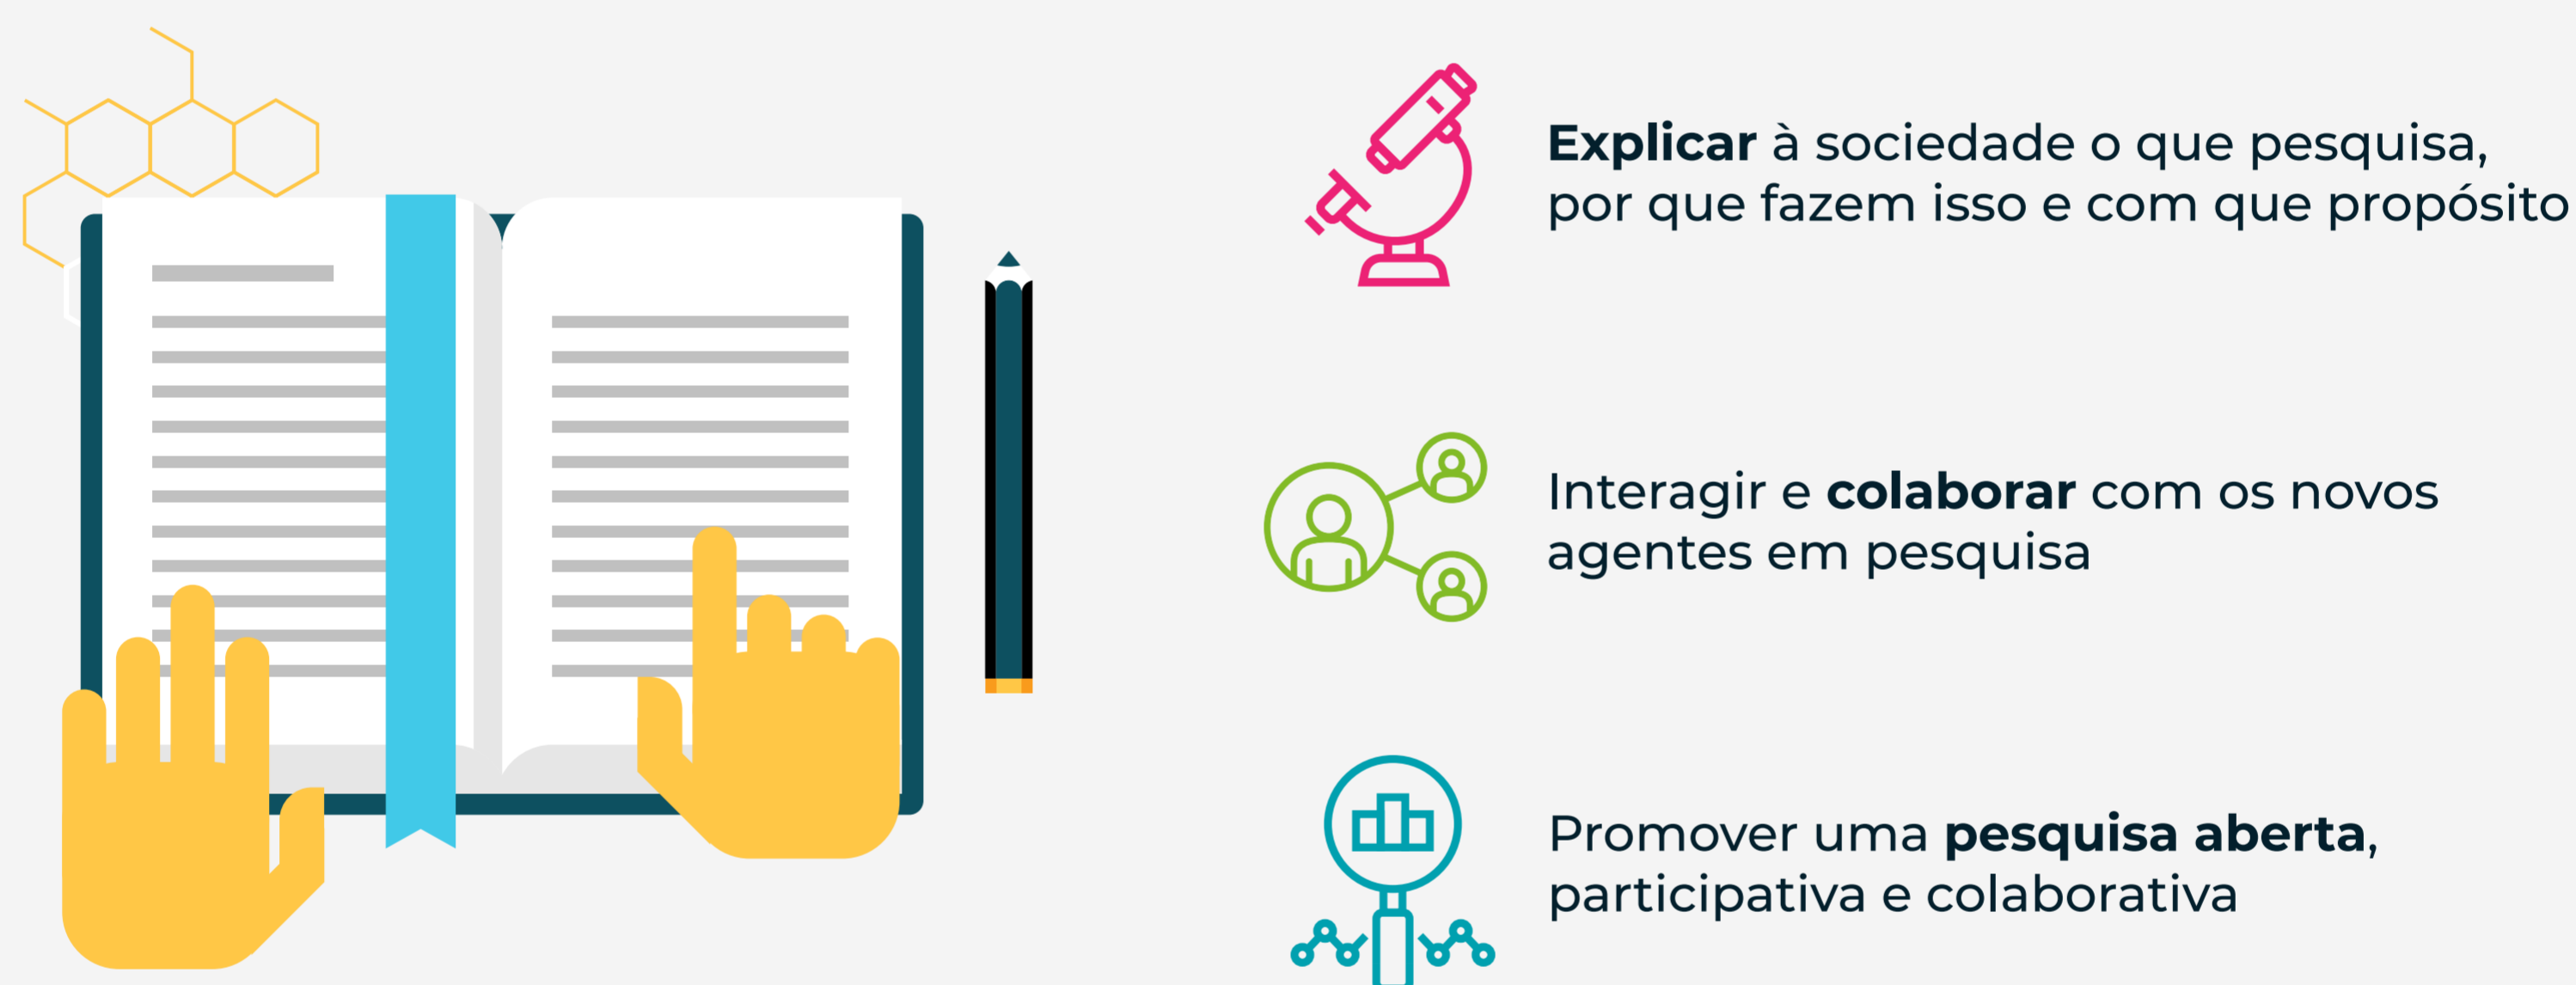 Explicar à sociedade o que pesquisa,
por que fazem isso e com que propósito
Interagir e colaborar com os novos
agentes em pesquisa
Promover uma pesquisa aberta,
participativa e colaborativa